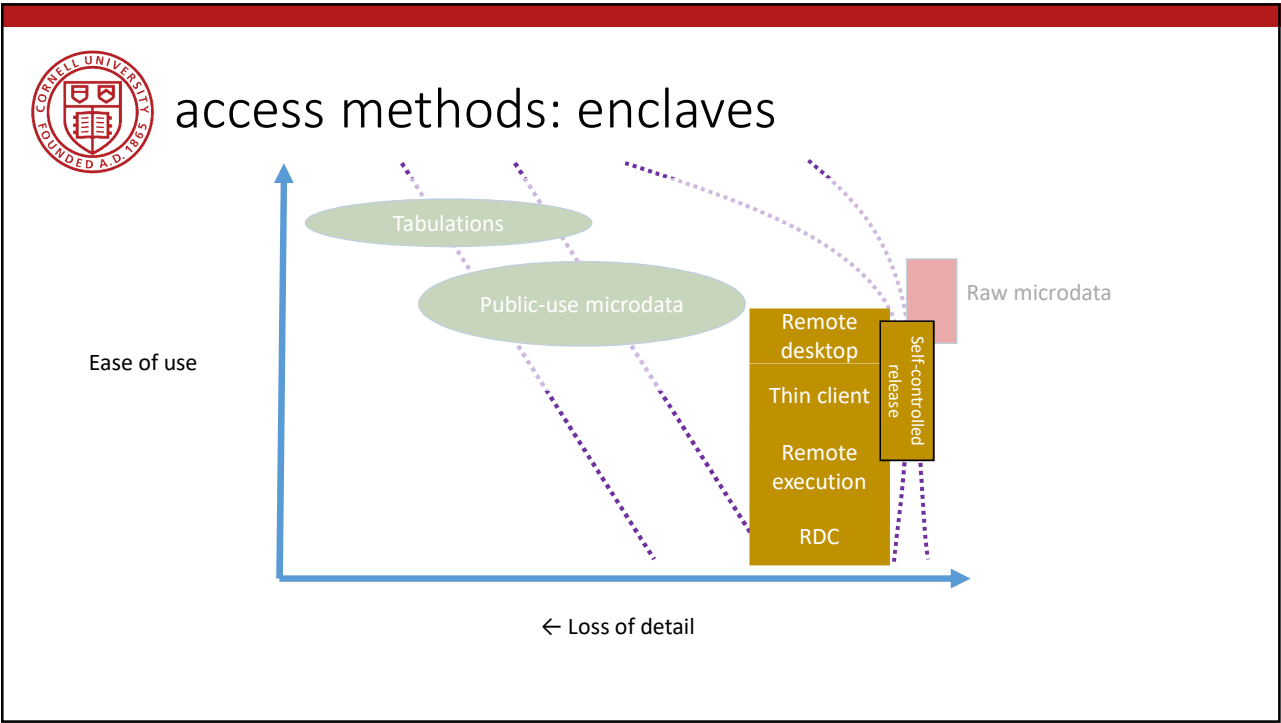 CORNELL UNIVERSITY
FOUNDED A.D. 1865
access methods: enclaves
Tabulations
Public-use microdata
Raw microdata
Ease of use
Remote
desktop
Self-controlled
release
Thin client
Remote
execution
RDC
← Loss of detail